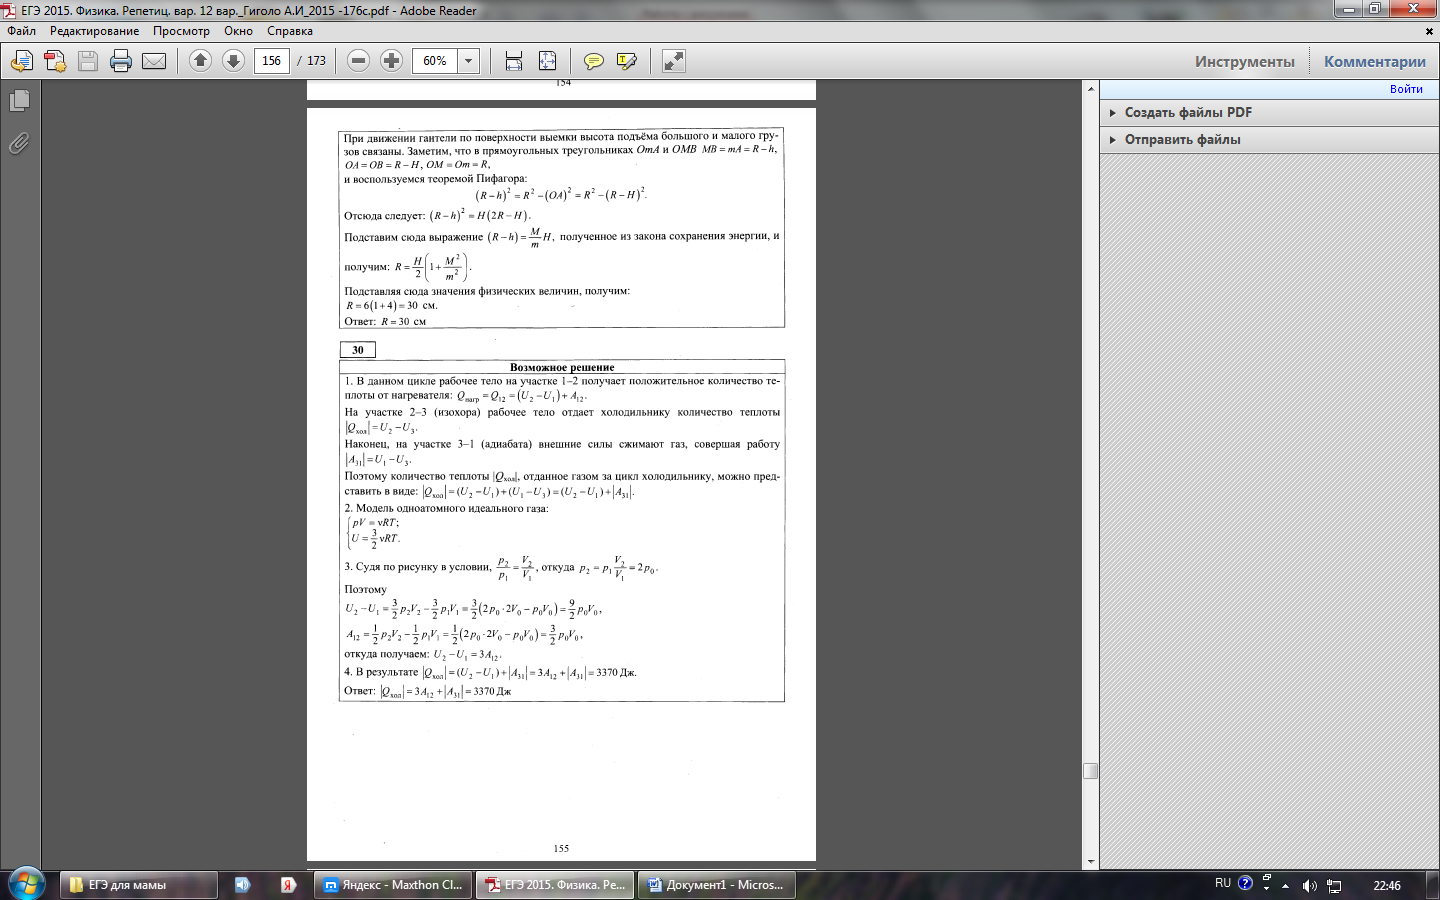 ЕГЭ 2015. Физика. Репетиц. вар. 12 вар._Гиголо А.И_2015 -176с.pdf - Adobe Reader
Файл Редактирование Просмотр Окно Справка
156 / 173 60% Инструменты Комментарии
Войти
Создать файлы PDF
Отправить файлы
154
При движении гантели по поверхности выемки высота подъёма большого и малого гру-
зов связаны. Заметим, что в прямоугольных треугольниках OmA и OMB MB = mA = R – h,
OA = OB = R – H, OM = Om = R,
и воспользуемся теоремой Пифагора:
(R – h)² = R² – (OA)² = R² – (R – H)².
Отсюда следует: (R – h)² = H(2R – H).
Подставим сюда выражение (R – h) = M/m H, полученное из закона сохранения энергии, и
получим: R = H/2 (1 + M²/m²).
Подставляя сюда значения физических величин, получим:
R = 6(1 + 4) = 30 см.
Ответ: R = 30 см
30
Возможное решение
1. В данном цикле рабочее тело на участке 1–2 получает положительное количество те-
плоты от нагревателя: Qнагр = Q₁₂ = (U₂ – U₁) + A₁₂.
На участке 2–3 (изохора) рабочее тело отдает холодильнику количество теплоты
|Qхол| = U₂ – U₃.
Наконец, на участке 3–1 (адиабата) внешние силы сжимают газ, совершая работу
|A₃₁| = U₁ – U₃.
Поэтому количество теплоты |Qхол|, отданное газом за цикл холодильнику, можно пред-
ставить в виде: |Qхол| = (U₂ – U₁) + (U₁ – U₃) = (U₂ – U₁) + |A₃₁|.
2. Модель одноатомного идеального газа:
{ pV = νRT;
U = 3/2 νRT.
3. Судя по рисунку в условии, p₂/p₁ = V₂/V₁, откуда p₂ = p₁ V₂/V₁ = 2p₀.
Поэтому
U₂ – U₁ = 3/2 p₂V₂ – 3/2 p₁V₁ = 3/2 (2p₀ · 2V₀ – p₀V₀) = 9/2 p₀V₀,
A₁₂ = 1/2 p₂V₂ – 1/2 p₁V₁ = 1/2 (2p₀ · 2V₀ – p₀V₀) = 3/2 p₀V₀,
откуда получаем: U₂ – U₁ = 3A₁₂.
4. В результате |Qхол| = (U₂ – U₁) + |A₃₁| = 3A₁₂ + |A₃₁| = 3370 Дж.
Ответ: |Qхол| = 3A₁₂ + |A₃₁| = 3370 Дж
155
ЕГЭ для мамы Я Яндекс - Maxthon Cl... ЕГЭ 2015. Физика. Ре... Документ1 - Micros... RU 22:46